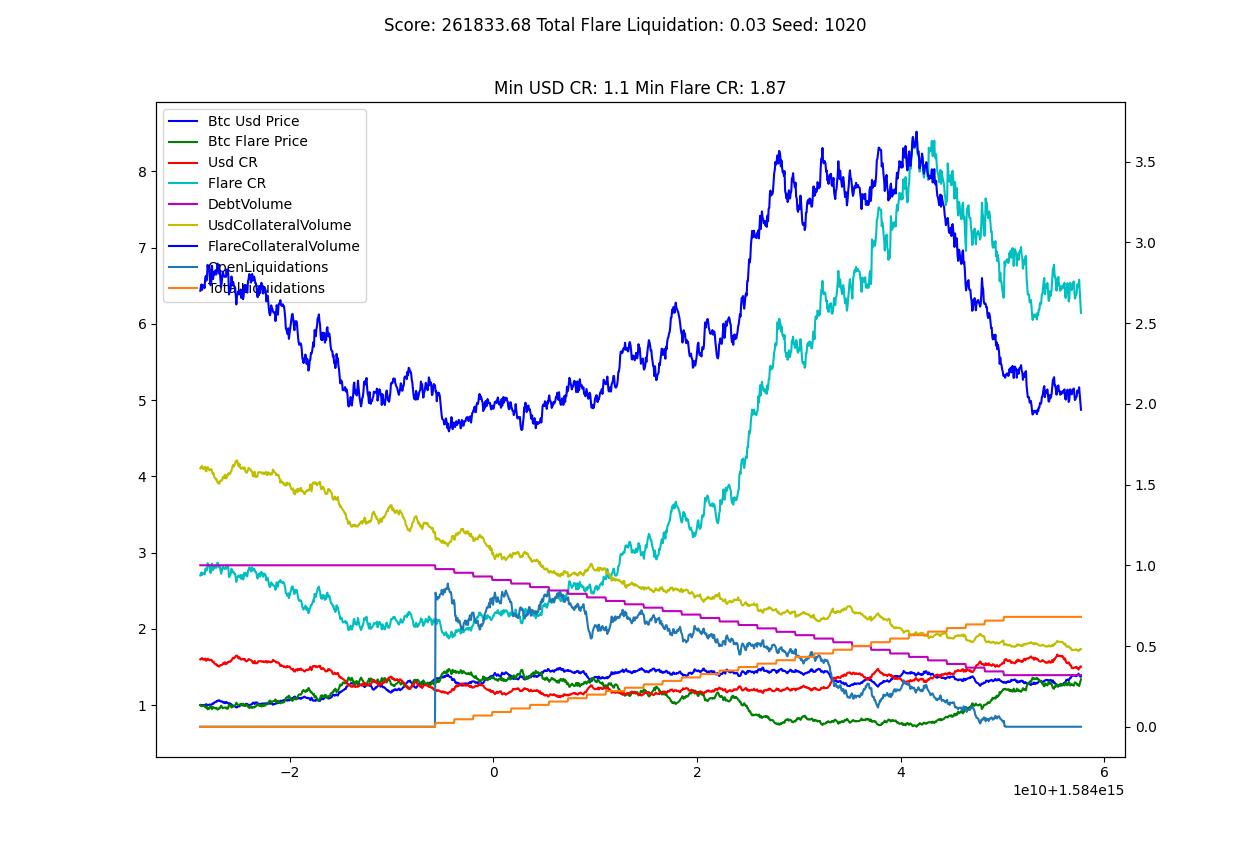 Score: 261833.68 Total Flare Liquidation: 0.03 Seed: 1020
Min USD CR: 1.1 Min Flare CR: 1.87
Btc Usd Price
Btc Flare Price
Usd CR
Flare CR
DebtVolume
UsdCollateralVolume
FlareCollateralVolume
OpenLiquidations
TotalLiquidations
8
7
6
5
4
3
2
1
3.5
3.0
2.5
2.0
1.5
1.0
0.5
0.0
−2 0 2 4 6
1e10+1.584e15